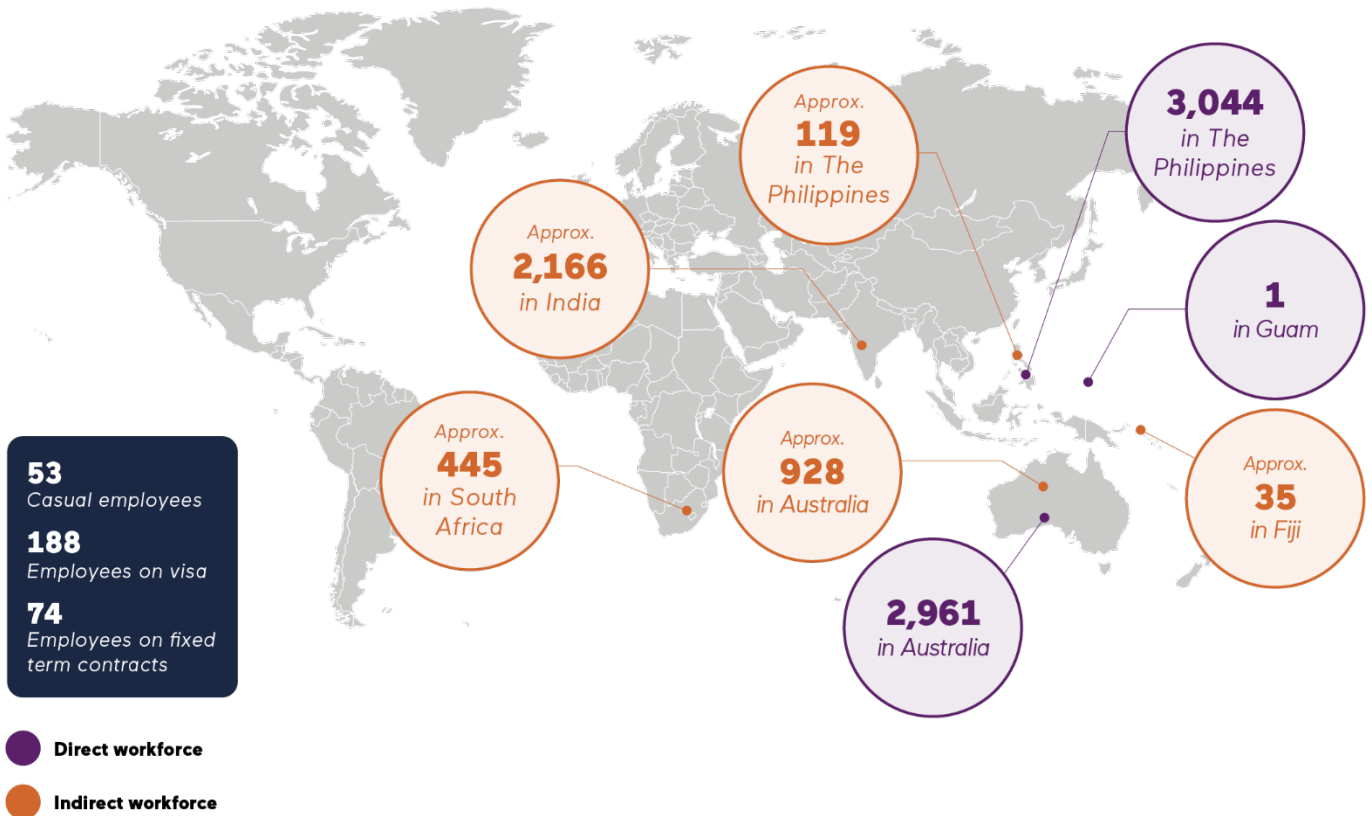 Approx.
119
in The
Philippines
3,044
in The
Philippines
Approx.
2,166
in India
1
in Guam
Approx.
445
in South
Africa
Approx.
928
in Australia
Approx.
35
in Fiji
2,961
in Australia
53
Casual employees
188
Employees on visa
74
Employees on fixed
term contracts
Direct workforce
Indirect workforce